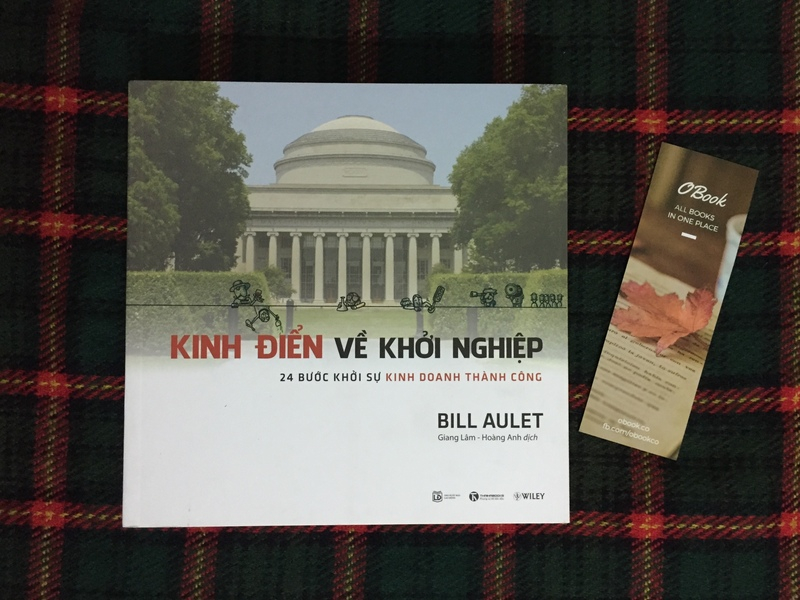 KINH ĐIỂN VỀ KHỞI NGHIỆP
24 BƯỚC KHỞI SỰ KINH DOANH THÀNH CÔNG
BILL AULET
Giang Lâm - Hoàng Anh dịch
LD
WILEY
OBook
ALL BOOKS
IN ONE PLACE
obook.co
fb.com/obookco